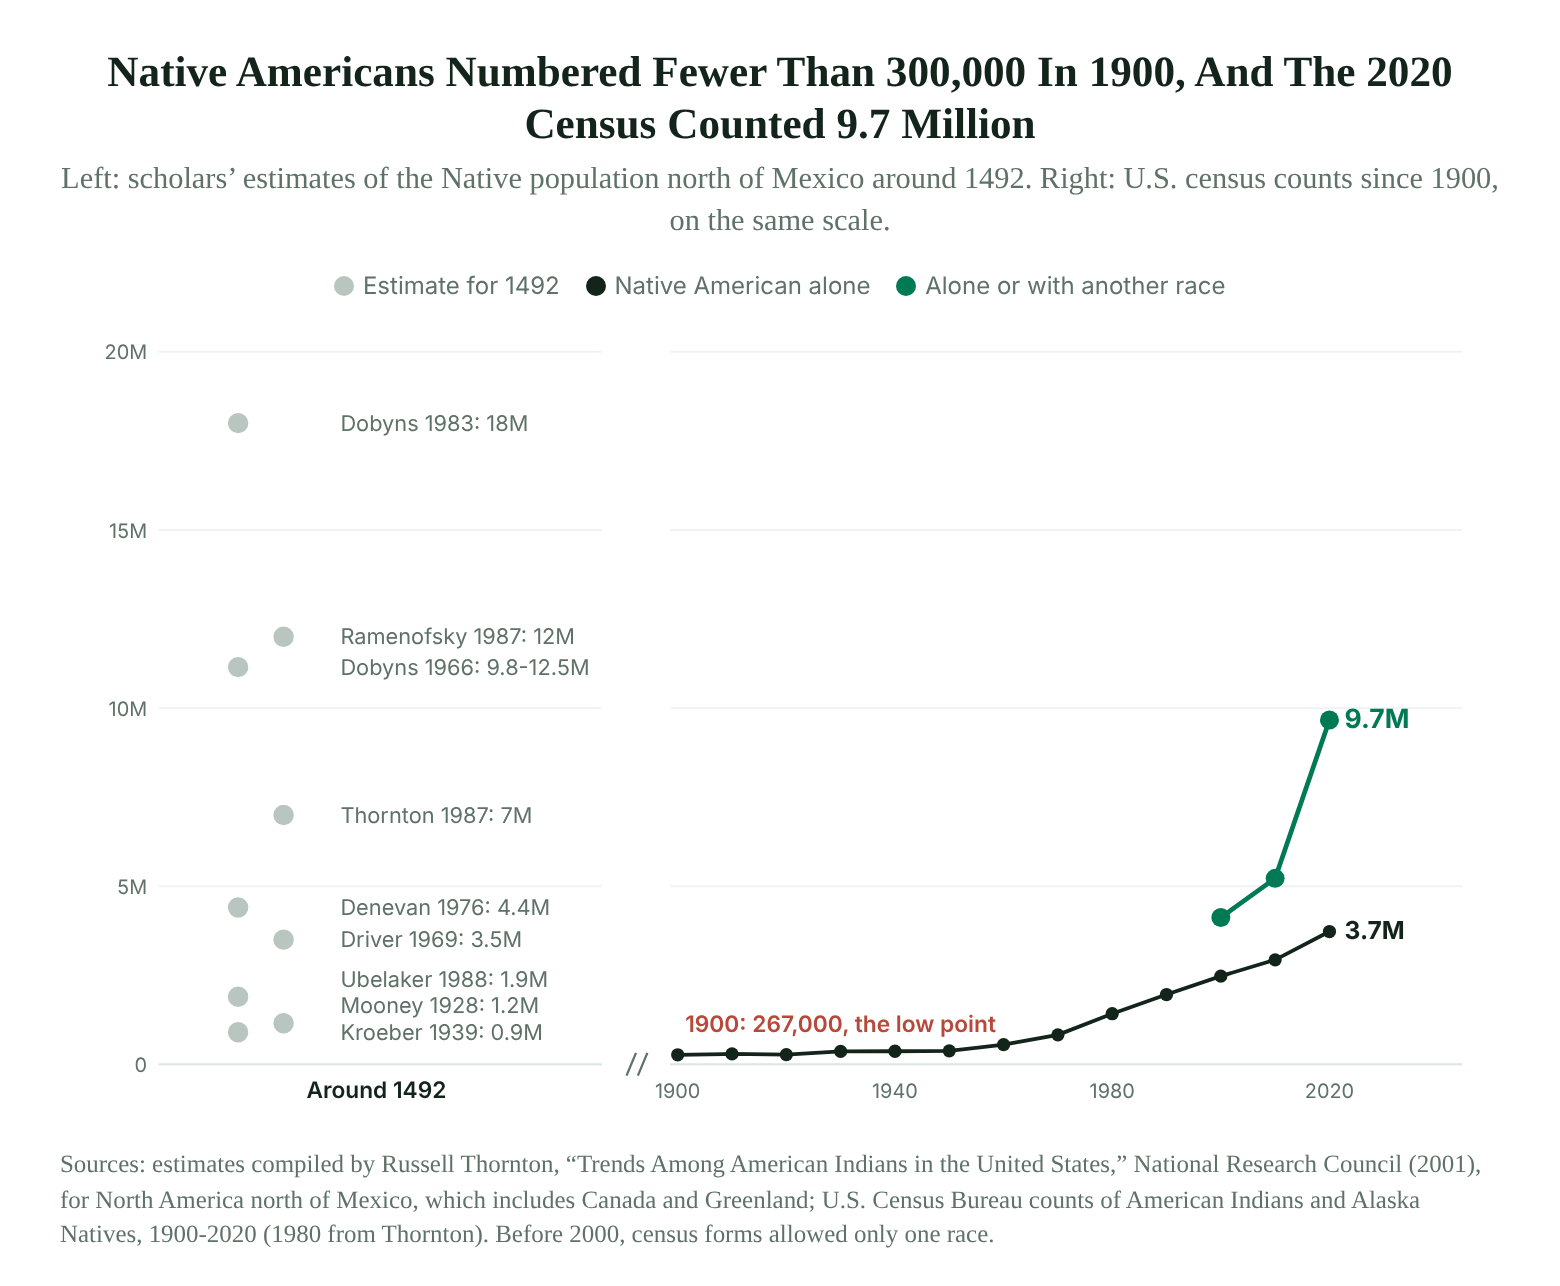 Native Americans Numbered Fewer Than 300,000 In 1900, And The 2020
Census Counted 9.7 Million
Left: scholars’ estimates of the Native population north of Mexico around 1492. Right: U.S. census counts since 1900,
on the same scale.
Estimate for 1492 Native American alone Alone or with another race
20M
Dobyns 1983: 18M
15M
Ramenofsky 1987: 12M
Dobyns 1966: 9.8-12.5M
10M
9.7M
Thornton 1987: 7M
5M
Denevan 1976: 4.4M
3.7M
Driver 1969: 3.5M
Ubelaker 1988: 1.9M
Mooney 1928: 1.2M
1900: 267,000, the low point
Kroeber 1939: 0.9M
0
//
Around 1492 1900 1940 1980 2020
Sources: estimates compiled by Russell Thornton, “Trends Among American Indians in the United States,” National Research Council (2001),
for North America north of Mexico, which includes Canada and Greenland; U.S. Census Bureau counts of American Indians and Alaska
Natives, 1900-2020 (1980 from Thornton). Before 2000, census forms allowed only one race.